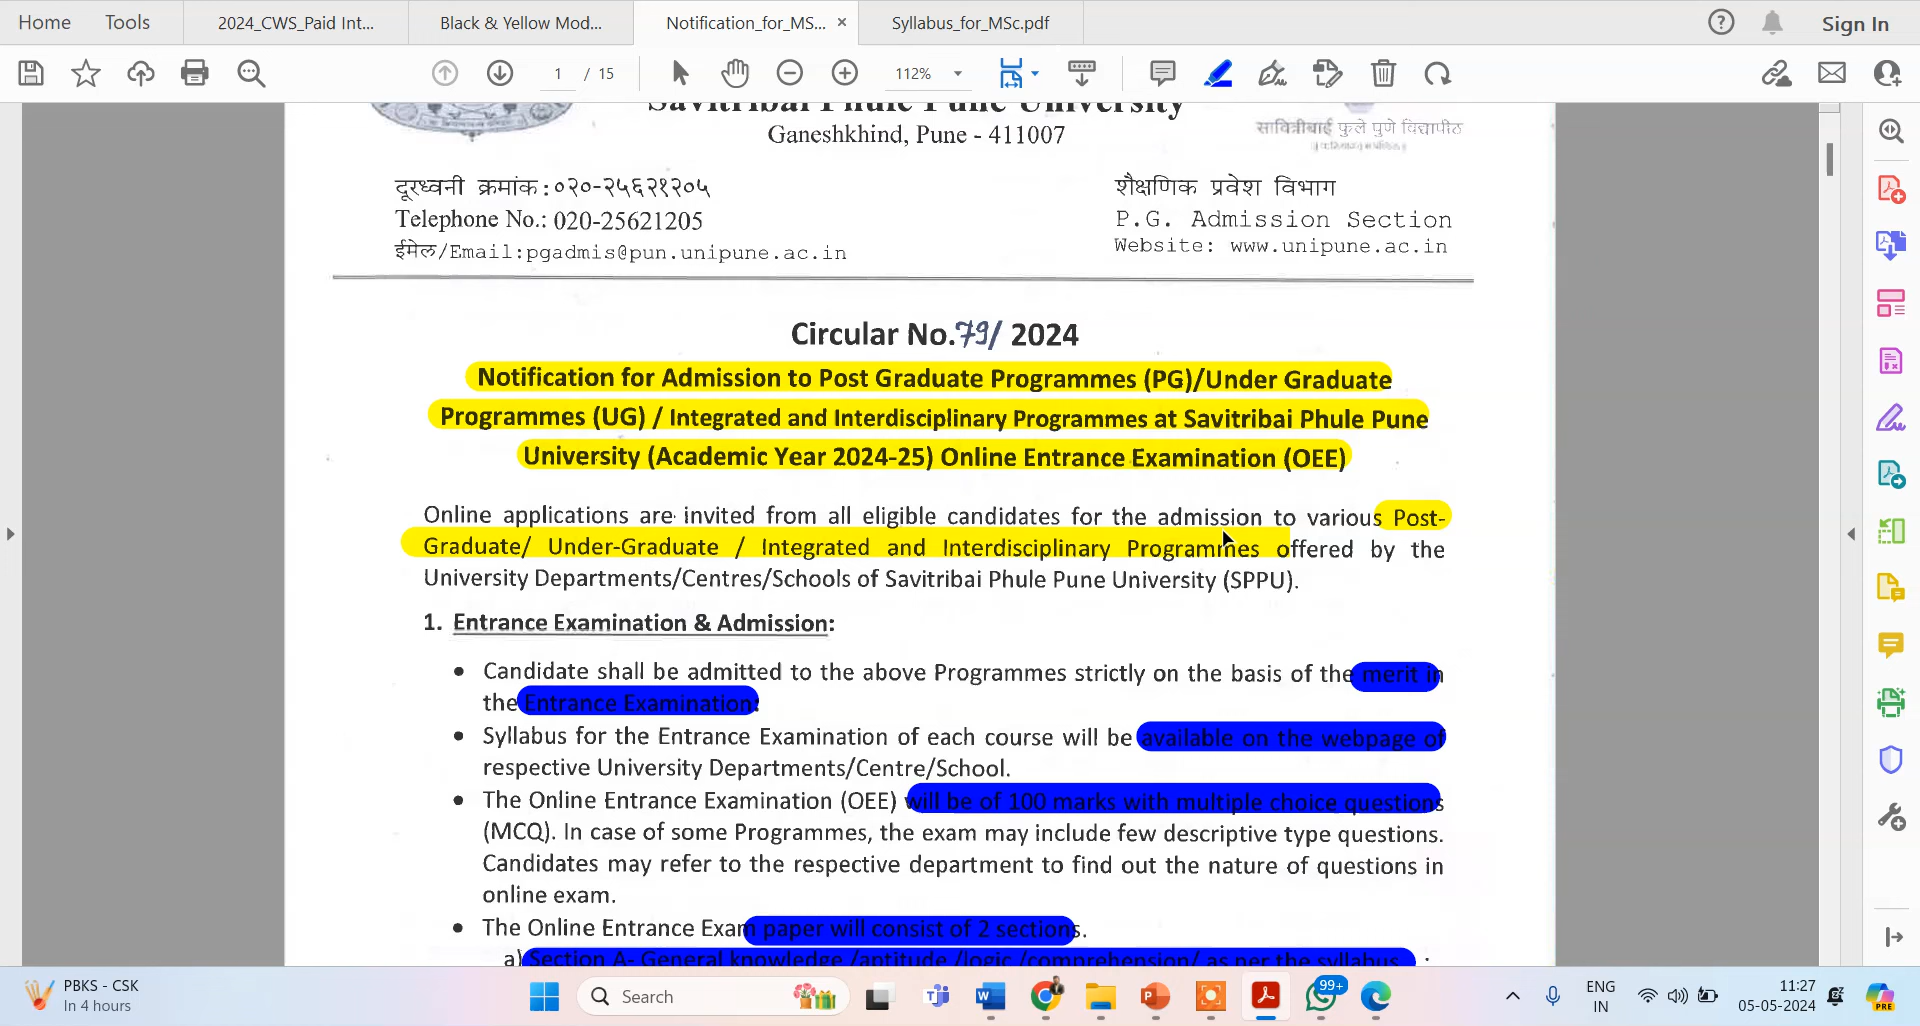 Home Tools 2024_CWS_Paid Int... Black & Yellow Mod... Notification_for_MS... × Syllabus_for_MSc.pdf Sign In
1 / 15 112%
Savitribai Phule Pune University
Ganeshkhind, Pune - 411007
सावित्रीबाई फुले पुणे विद्यापीठ
दूरध्वनी क्रमांक : ०२०-२५६२१२०५
शैक्षणिक प्रवेश विभाग
Telephone No.: 020-25621205
P.G. Admission Section
ईमेल/Email:pgadmis@pun.unipune.ac.in
Website: www.unipune.ac.in
Circular No.79/ 2024
Notification for Admission to Post Graduate Programmes (PG)/Under Graduate
Programmes (UG) / Integrated and Interdisciplinary Programmes at Savitribai Phule Pune
University (Academic Year 2024-25) Online Entrance Examination (OEE)
Online applications are invited from all eligible candidates for the admission to various Post-
Graduate/ Under-Graduate / Integrated and Interdisciplinary Programmes offered by the
University Departments/Centres/Schools of Savitribai Phule Pune University (SPPU).
1. Entrance Examination & Admission:
• Candidate shall be admitted to the above Programmes strictly on the basis of the merit in
the Entrance Examination.
• Syllabus for the Entrance Examination of each course will be available on the webpage of
respective University Departments/Centre/School.
• The Online Entrance Examination (OEE) will be of 100 marks with multiple choice questions
(MCQ). In case of some Programmes, the exam may include few descriptive type questions.
Candidates may refer to the respective department to find out the nature of questions in
online exam.
• The Online Entrance Exam paper will consist of 2 sections.
a) Section A- General knowledge /aptitude /logic /comprehension/ as per the syllabus
PBKS - CSK
In 4 hours
Search
99+
ENG
IN
11:27
05-05-2024
PRE